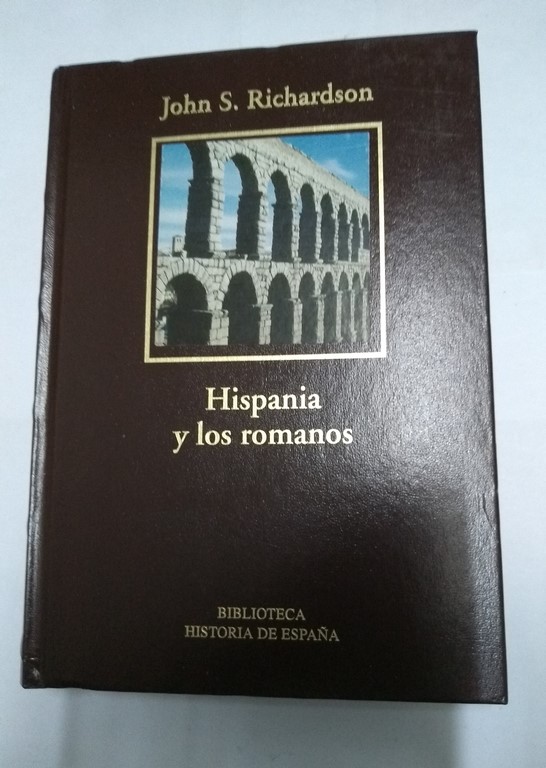 John S. Richardson
Hispania
y los romanos
BIBLIOTECA
HISTORIA DE ESPAÑA